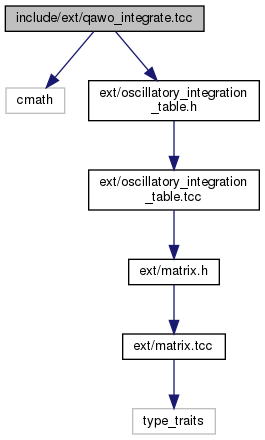 include/ext/qawo_integrate.tcc
cmath
ext/oscillatory_integration
_table.h
ext/oscillatory_integration
_table.tcc
ext/matrix.h
ext/matrix.tcc
type_traits